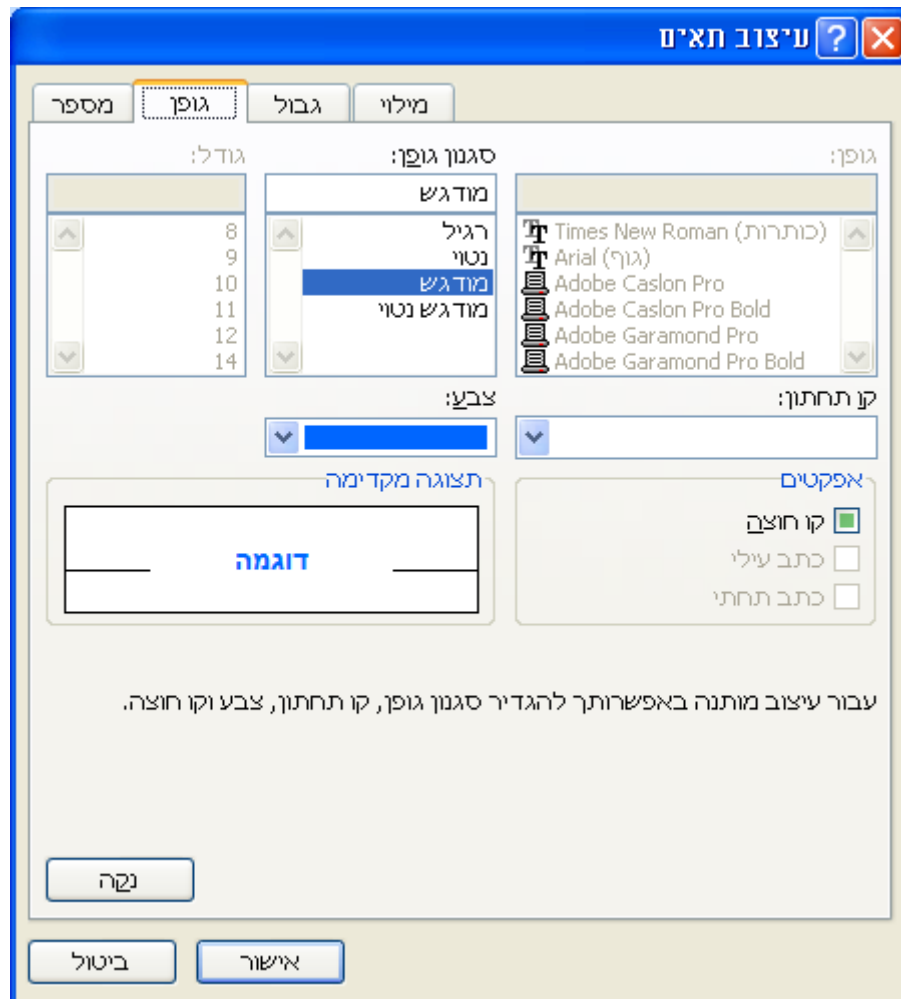 עיצוב תאים
מספר גופן גבול מילוי
גופן:
Times New Roman (כותרות)
Arial (גוף)
Adobe Caslon Pro
Adobe Caslon Pro Bold
Adobe Garamond Pro
Adobe Garamond Pro Bold
סגנון גופן:
מודגש
רגיל
נטוי
מודגש
מודגש נטוי
גודל:
8
9
10
11
12
14
קו תחתון:
צבע:
אפקטים
קו חוצה
כתב עילי
כתב תחתי
תצוגה מקדימה
דוגמה
עבור עיצוב מותנה באפשרותך להגדיר סגנון גופן, קו תחתון, צבע וקו חוצה.
נקה
אישור
ביטול